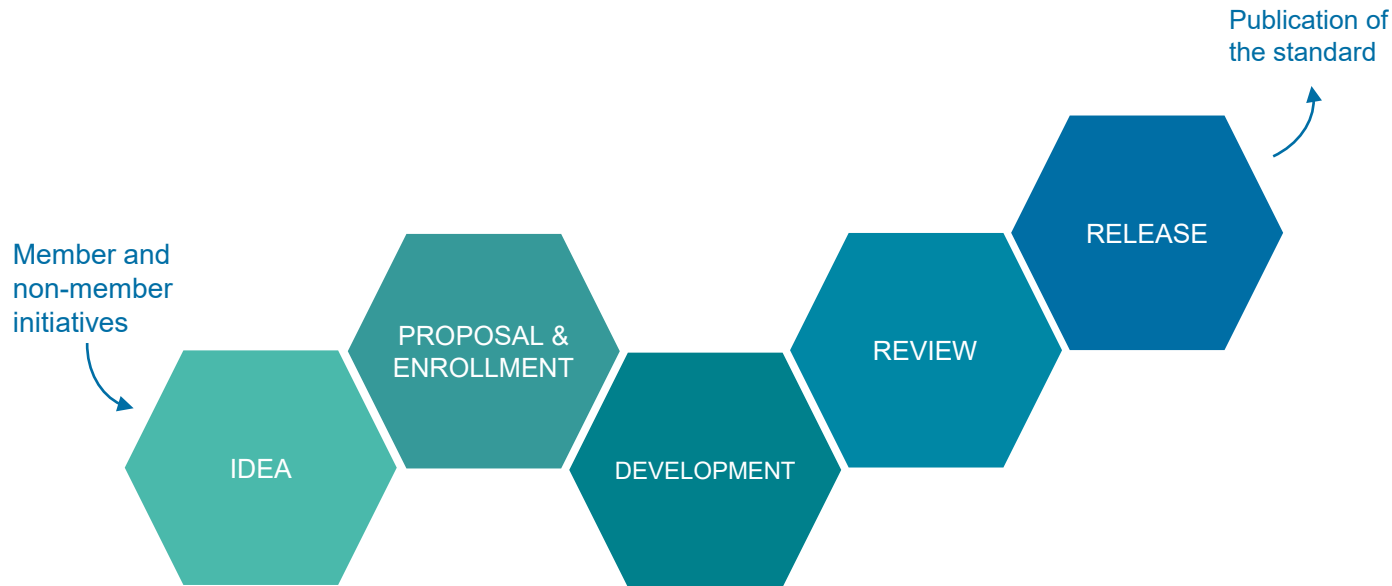 Member and
non-member
initiatives
IDEA
PROPOSAL &
ENROLLMENT
DEVELOPMENT
REVIEW
RELEASE
Publication of
the standard